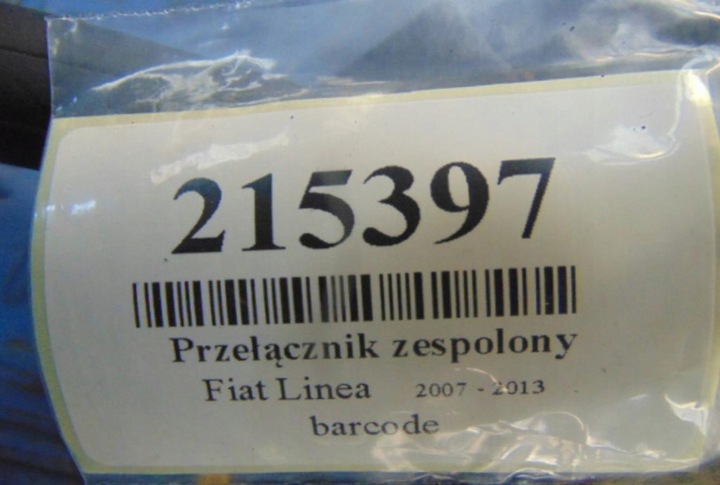 215397
Przełącznik zespolony
Fiat Linea 2007 - 2013
barcode